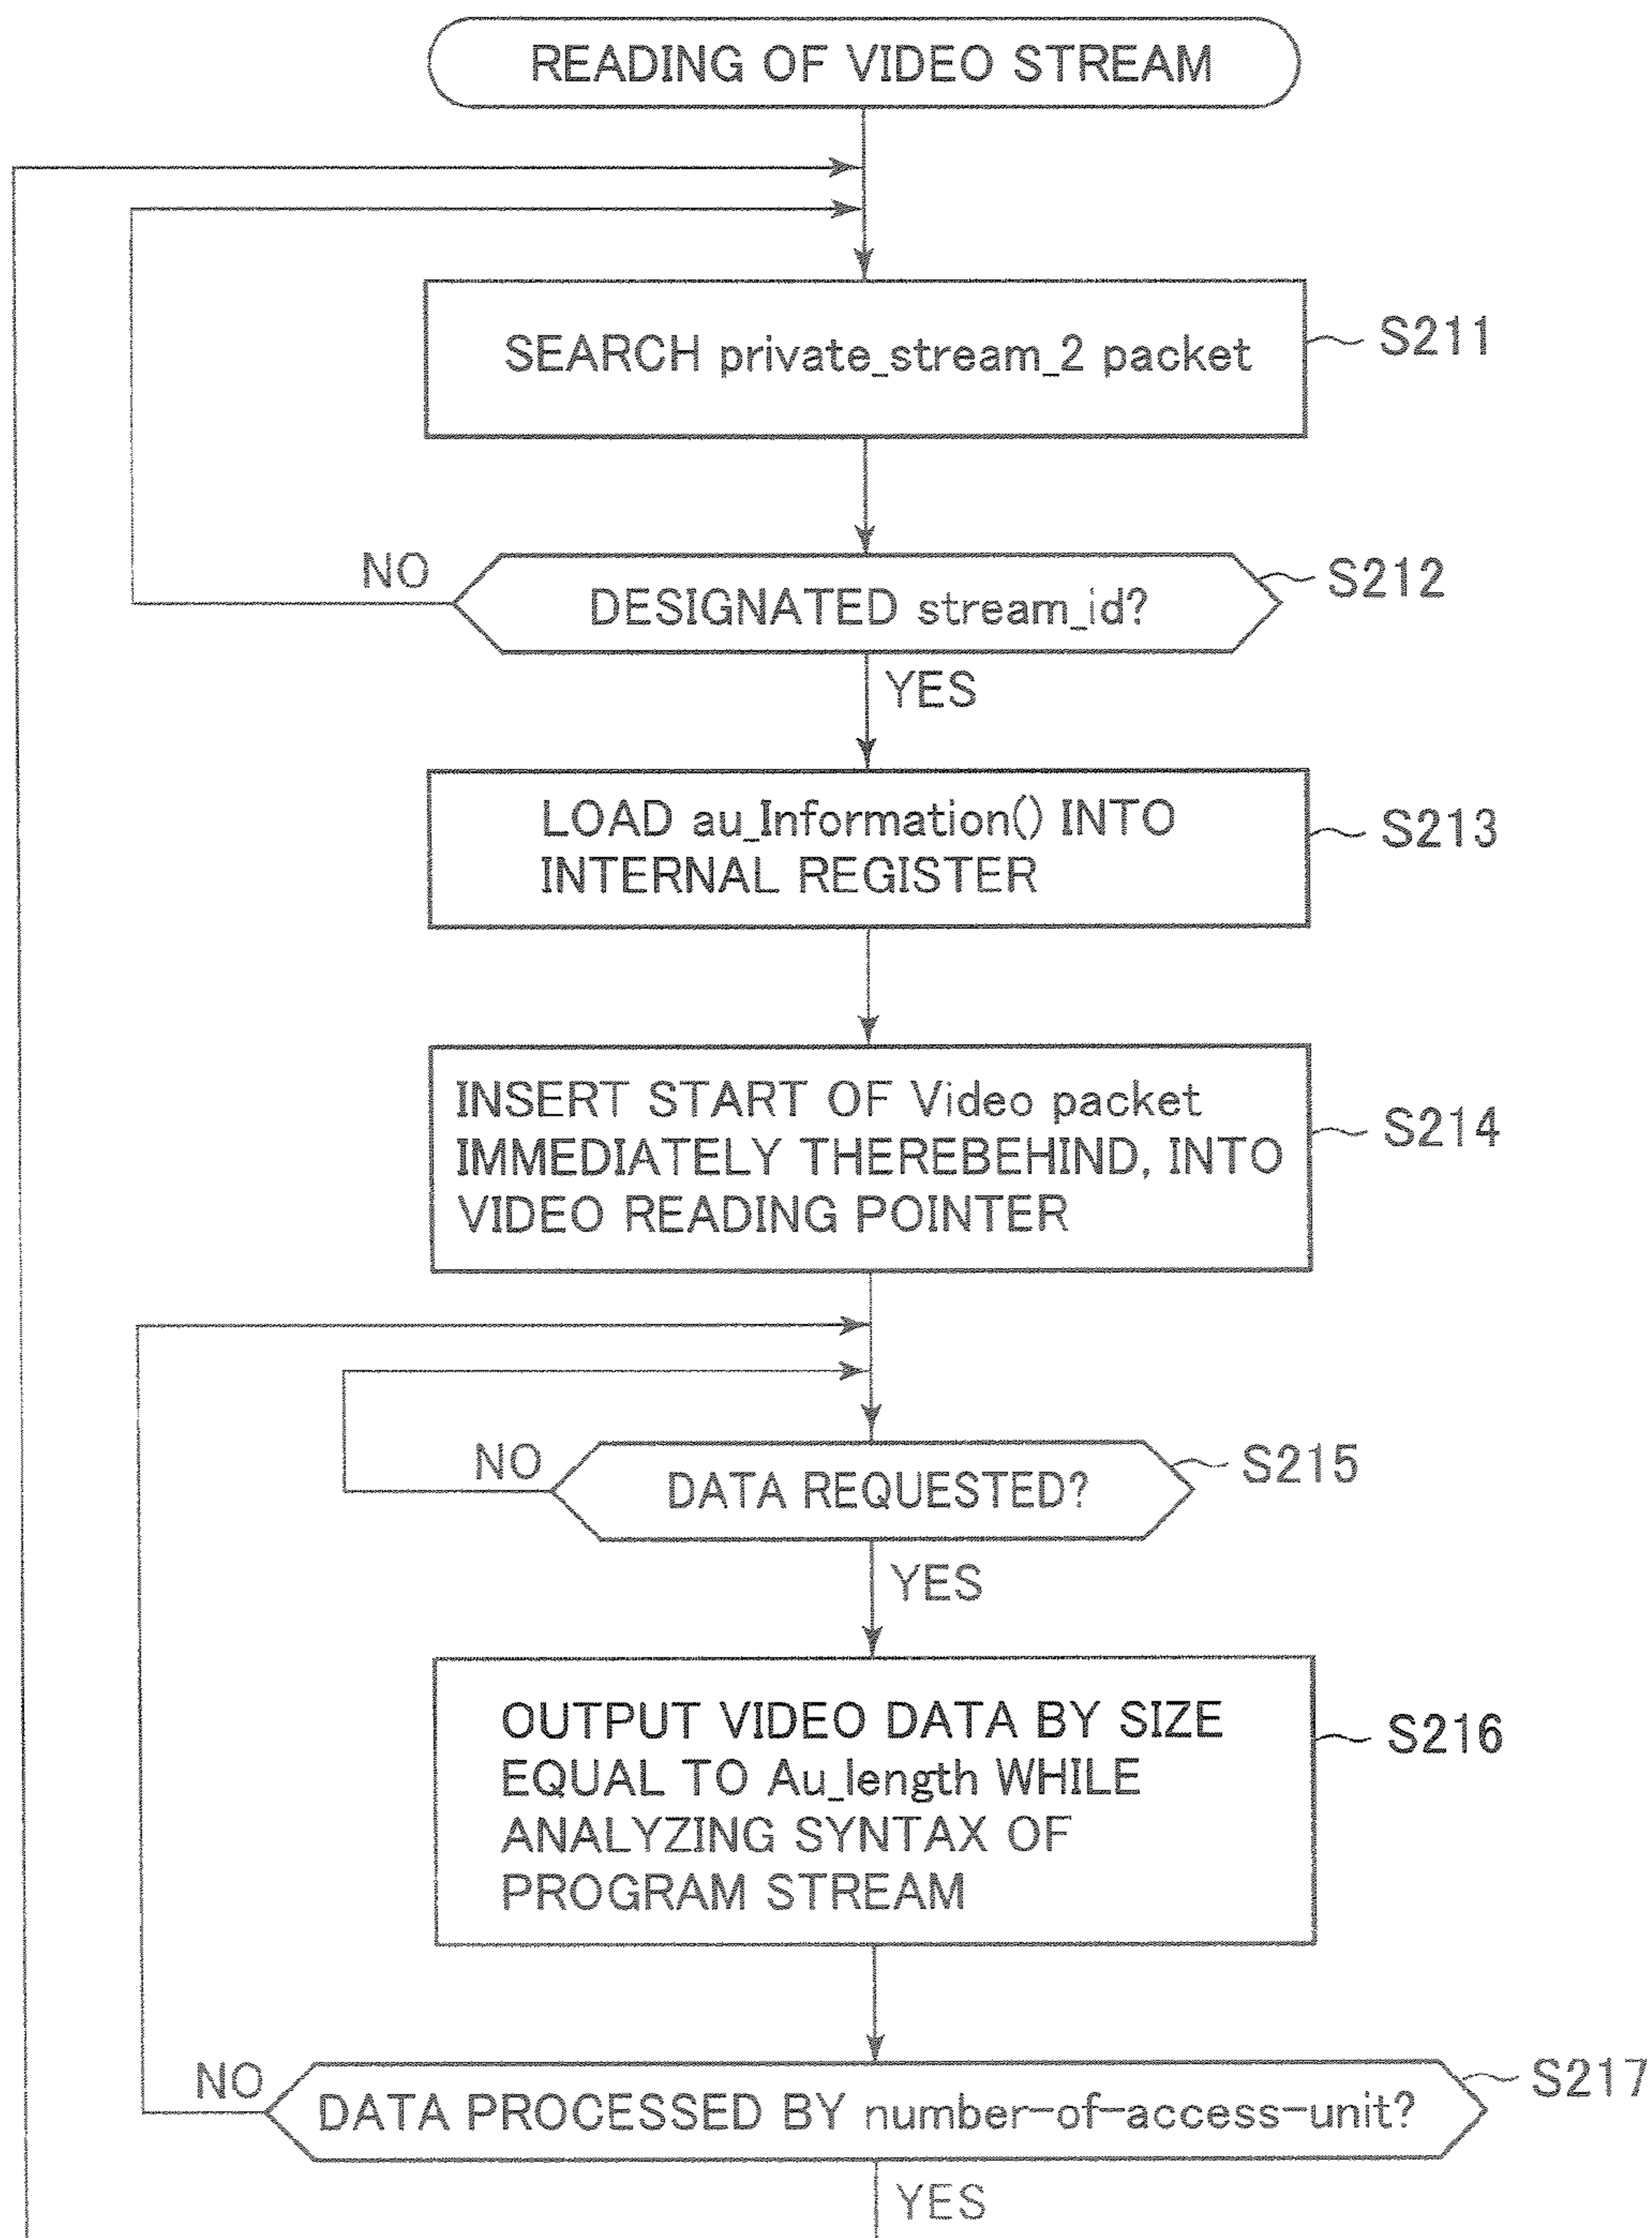 READING OF VIDEO STREAM
SEARCH private_stream_2 packet
S211
NO
DESIGNATED stream_id?
S212
YES
LOAD au_Information() INTO
INTERNAL REGISTER
S213
INSERT START OF Video packet
IMMEDIATELY THEREBEHIND, INTO
VIDEO READING POINTER
S214
NO
DATA REQUESTED?
S215
YES
OUTPUT VIDEO DATA BY SIZE
EQUAL TO Au_length WHILE
ANALYZING SYNTAX OF
PROGRAM STREAM
S216
NO
DATA PROCESSED BY number-of-access-unit?
S217
YES